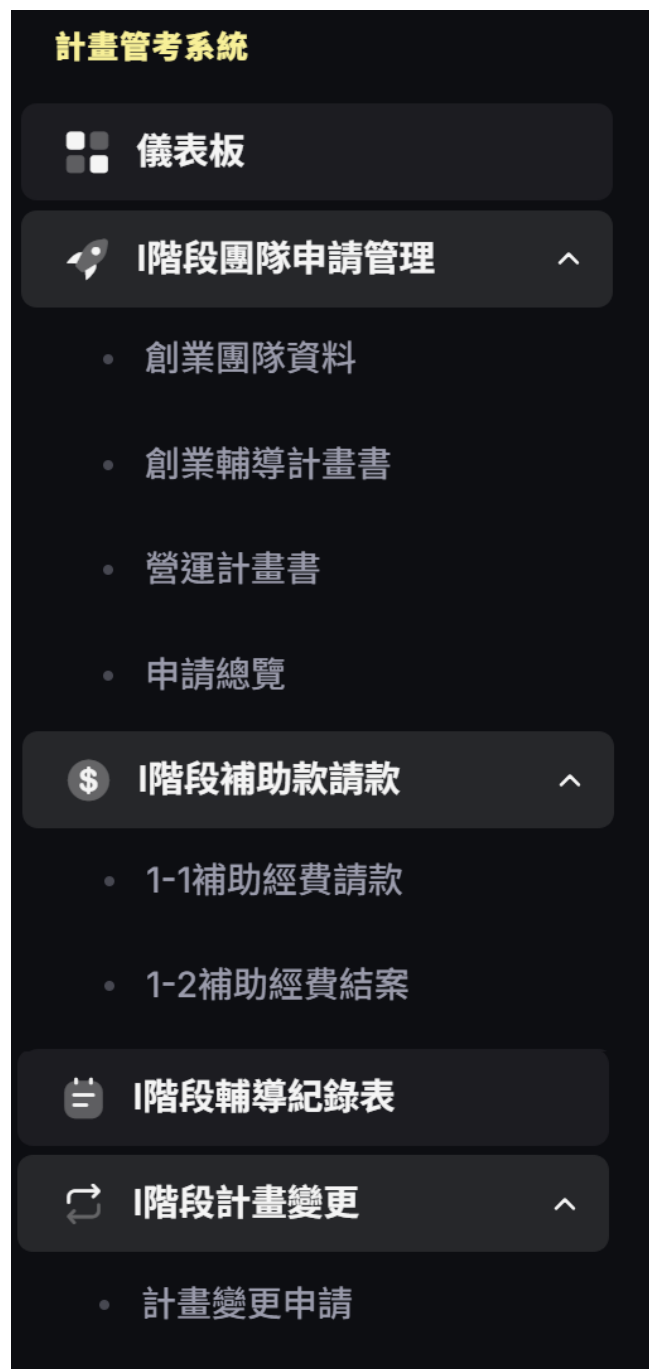 計畫管考系統
儀表板
I階段團隊申請管理
創業團隊資料
創業輔導計畫書
營運計畫書
申請總覽
$ I階段補助款請款
1-1補助經費請款
1-2補助經費結案
I階段輔導紀錄表
I階段計畫變更
計畫變更申請